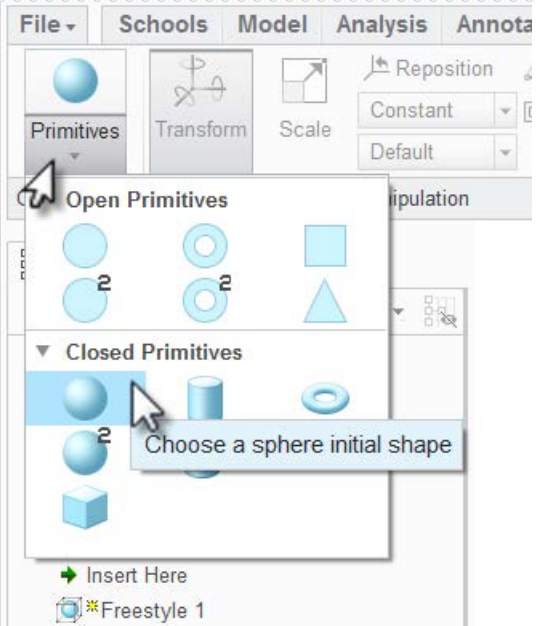 File Schools Model Analysis Annota
Reposition
Primitives Transform Scale Constant
Default
ipulation
Open Primitives
2 2
Closed Primitives
2
Choose a sphere initial shape
Insert Here
Freestyle 1